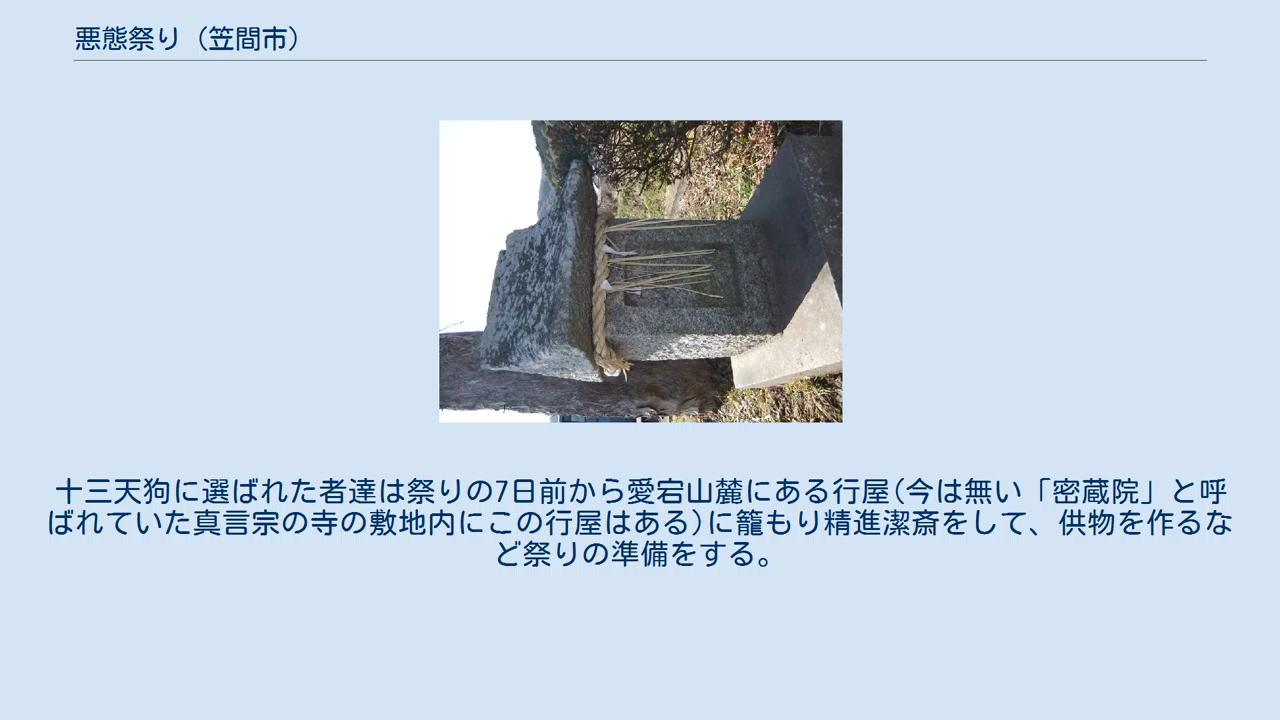 悪態祭り（笠間市）
十三天狗に選ばれた者達は祭りの7日前から愛宕山麓にある行屋(今は無い「密蔵院」と呼
ばれていた真言宗の寺の敷地内にこの行屋はある)に籠もり精進潔斎をして、供物を作るな
ど祭りの準備をする。